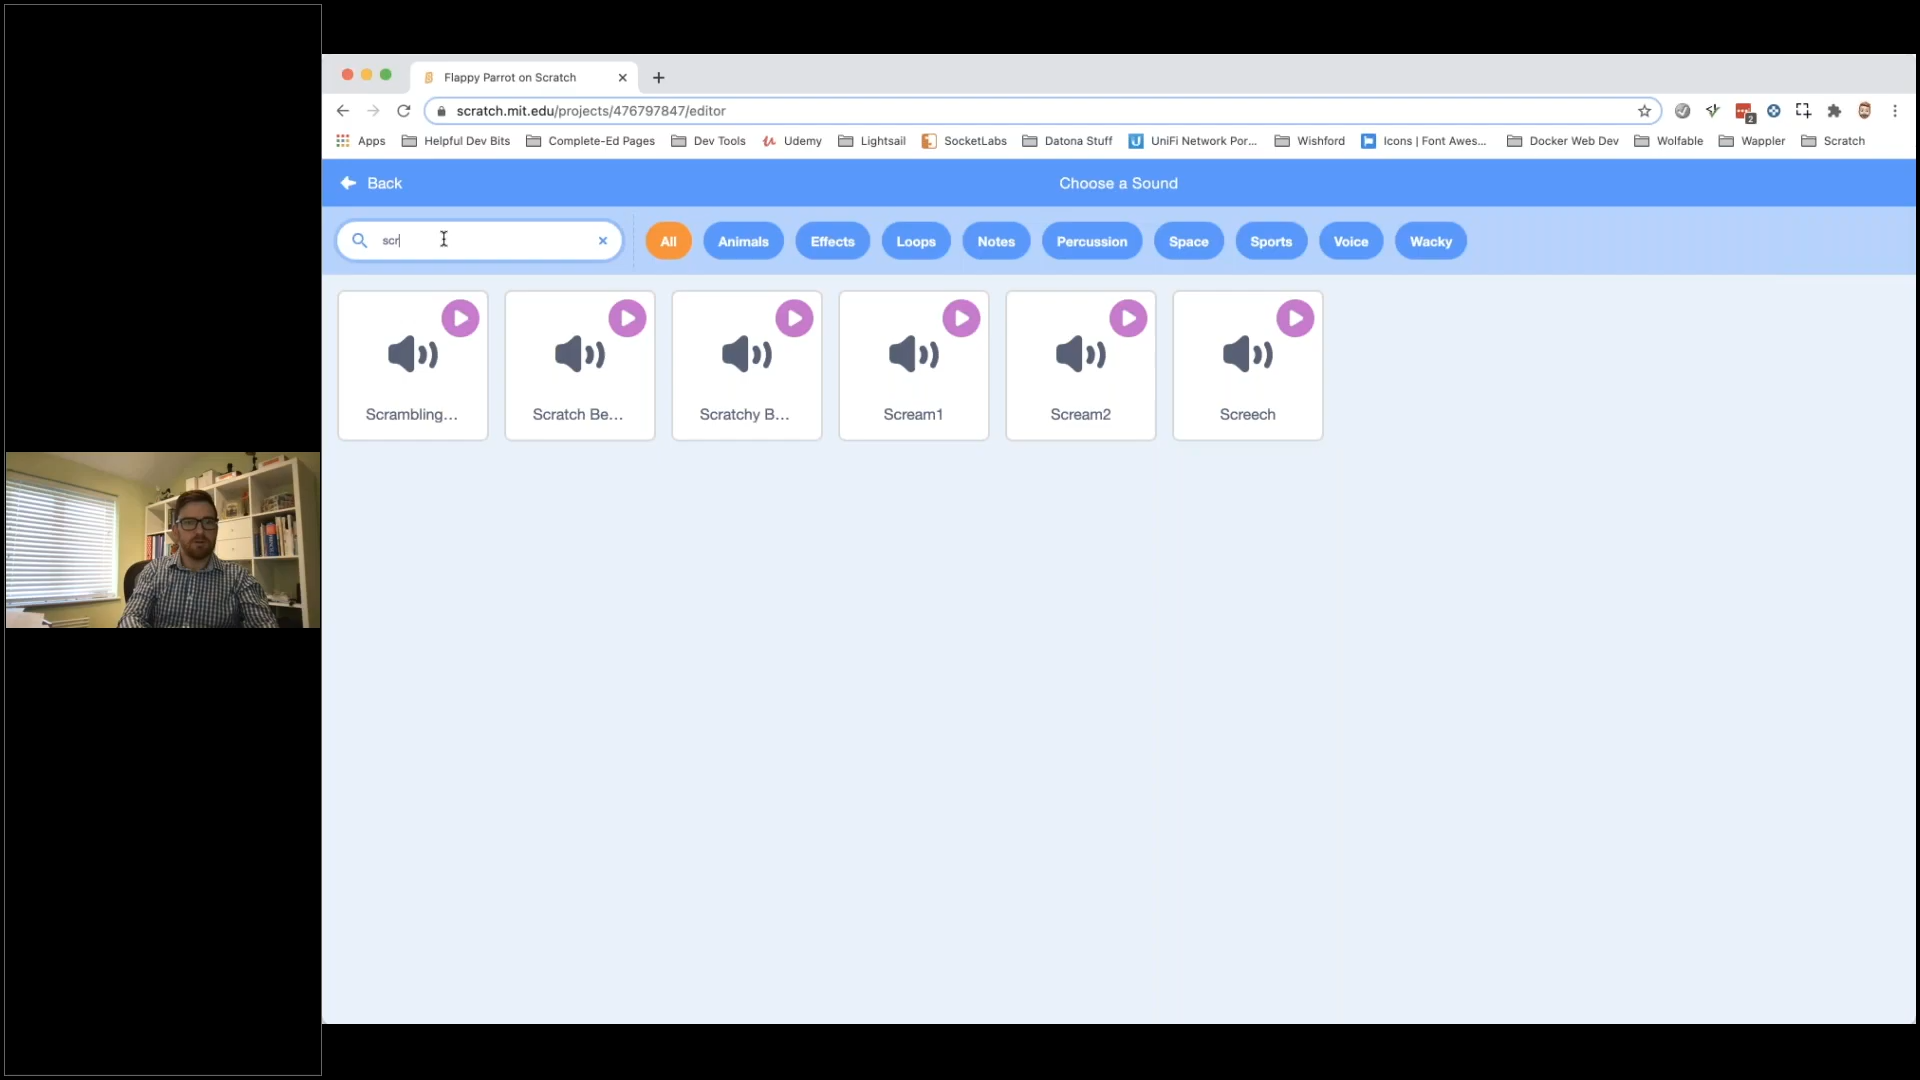 Flappy Parrot on Scratch
scratch.mit.edu/projects/476797847/editor
2
Apps Helpful Dev Bits Complete-Ed Pages Dev Tools Udemy Lightsail SocketLabs Datona Stuff UniFi Network Por... Wishford Icons | Font Awes... Docker Web Dev Wolfable Wappler Scratch
Back Choose a Sound
scr All Animals Effects Loops Notes Percussion Space Sports Voice Wacky
Scrambling... Scratch Be... Scratchy B... Scream1 Scream2 Screech